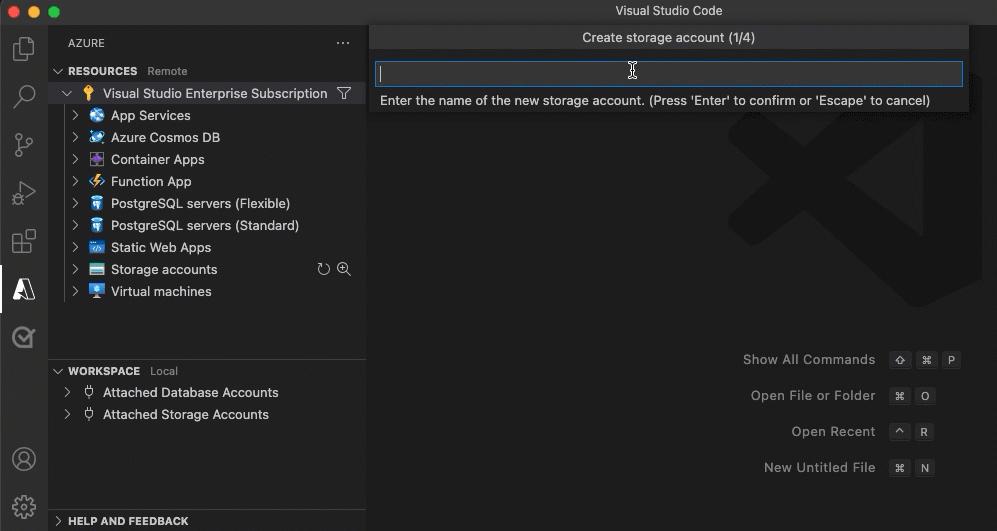 Visual Studio Code
AZURE
Create storage account (1/4)
RESOURCES Remote
Visual Studio Enterprise Subscription
Enter the name of the new storage account. (Press 'Enter' to confirm or 'Escape' to cancel)
App Services
Azure Cosmos DB
Container Apps
Function App
PostgreSQL servers (Flexible)
PostgreSQL servers (Standard)
Static Web Apps
Storage accounts
Virtual machines
WORKSPACE Local
Attached Database Accounts
Attached Storage Accounts
HELP AND FEEDBACK
Show All Commands ⇧ ⌘ P
Open File or Folder ⌘ O
Open Recent ^ R
New Untitled File ⌘ N